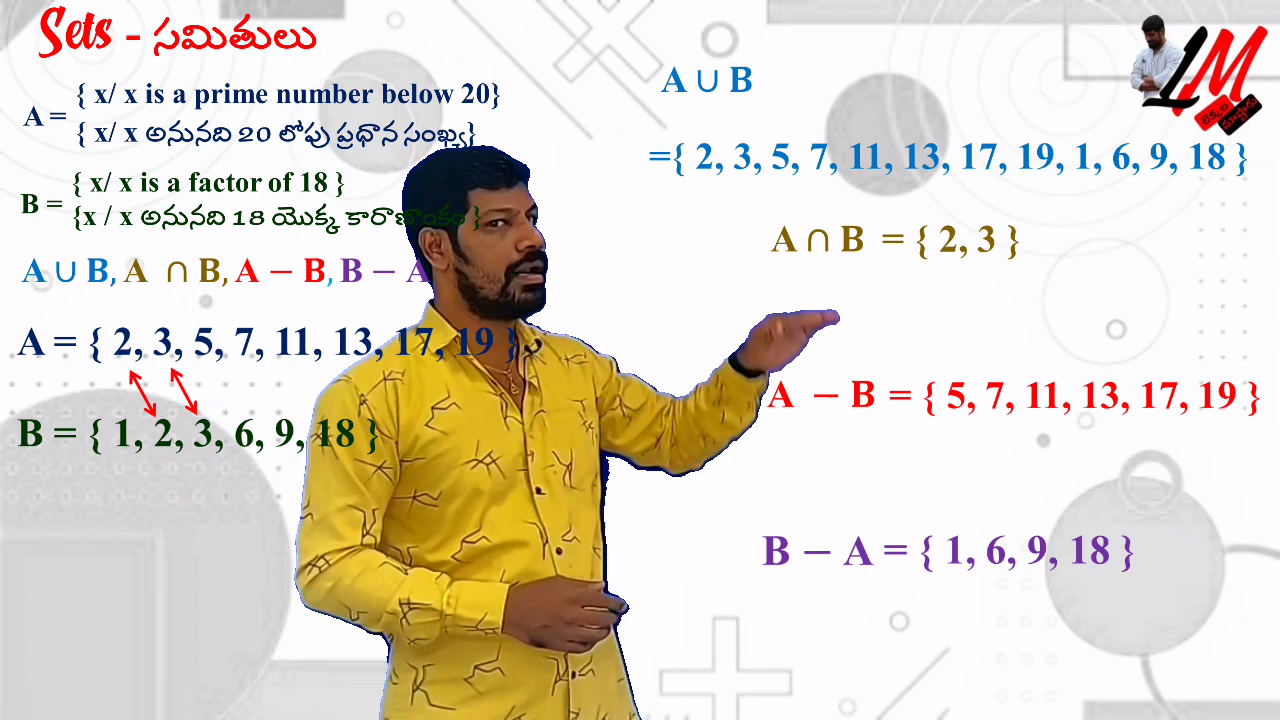 Sets - సమితులు
A = { x/ x is a prime number below 20}
{ x/ x అనునది 20 లోపు ప్రధాన సంఖ్య}
B = { x/ x is a factor of 18 }
{x / x అనునది 18 యొక్క కారణాంకం }
A ∪ B, A ∩ B, A – B, B – A
A = { 2, 3, 5, 7, 11, 13, 17, 19 }
B = { 1, 2, 3, 6, 9, 18 }
A ∪ B
={ 2, 3, 5, 7, 11, 13, 17, 19, 1, 6, 9, 18 }
A ∩ B = { 2, 3 }
A – B = { 5, 7, 11, 13, 17, 19 }
B – A = { 1, 6, 9, 18 }
LM